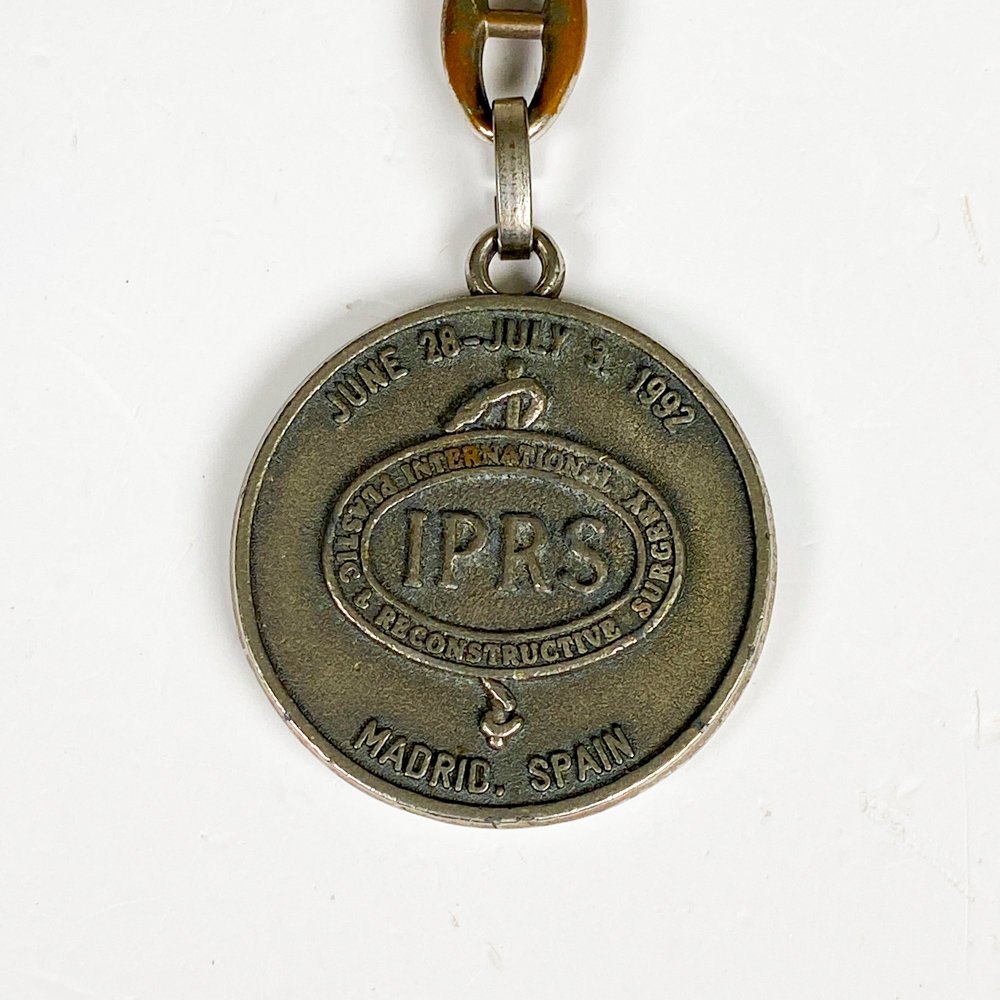 JUNE 28-JULY 3, 1992
INTERNATIONAL
PLASTIC & RECONSTRUCTIVE SURGERY
IPRS
MADRID, SPAIN